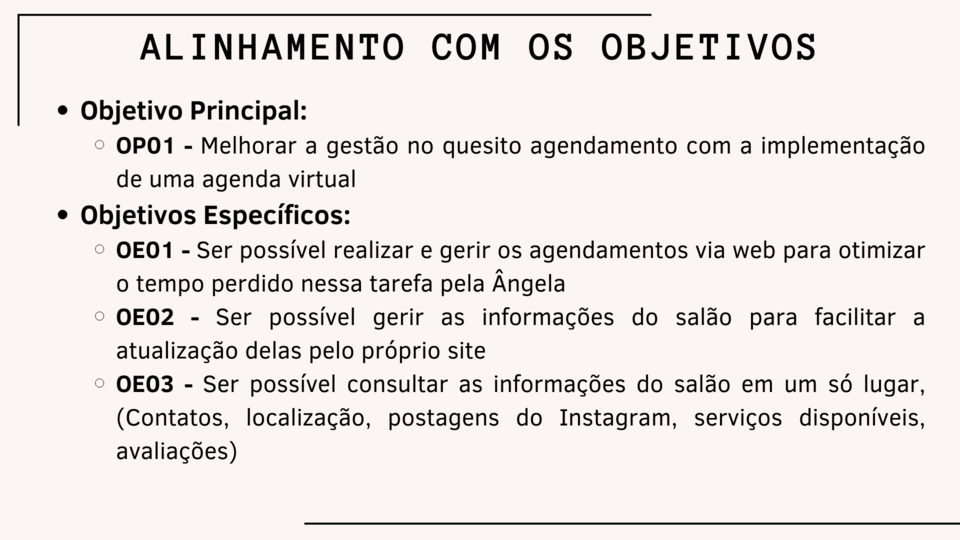 ALINHAMENTO COM OS OBJETIVOS
• Objetivo Principal:
○ OP01 - Melhorar a gestão no quesito agendamento com a implementação
de uma agenda virtual
• Objetivos Específicos:
○ OE01 - Ser possível realizar e gerir os agendamentos via web para otimizar
o tempo perdido nessa tarefa pela Ângela
○ OE02 - Ser possível gerir as informações do salão para facilitar a
atualização delas pelo próprio site
○ OE03 - Ser possível consultar as informações do salão em um só lugar,
(Contatos, localização, postagens do Instagram, serviços disponíveis,
avaliações)